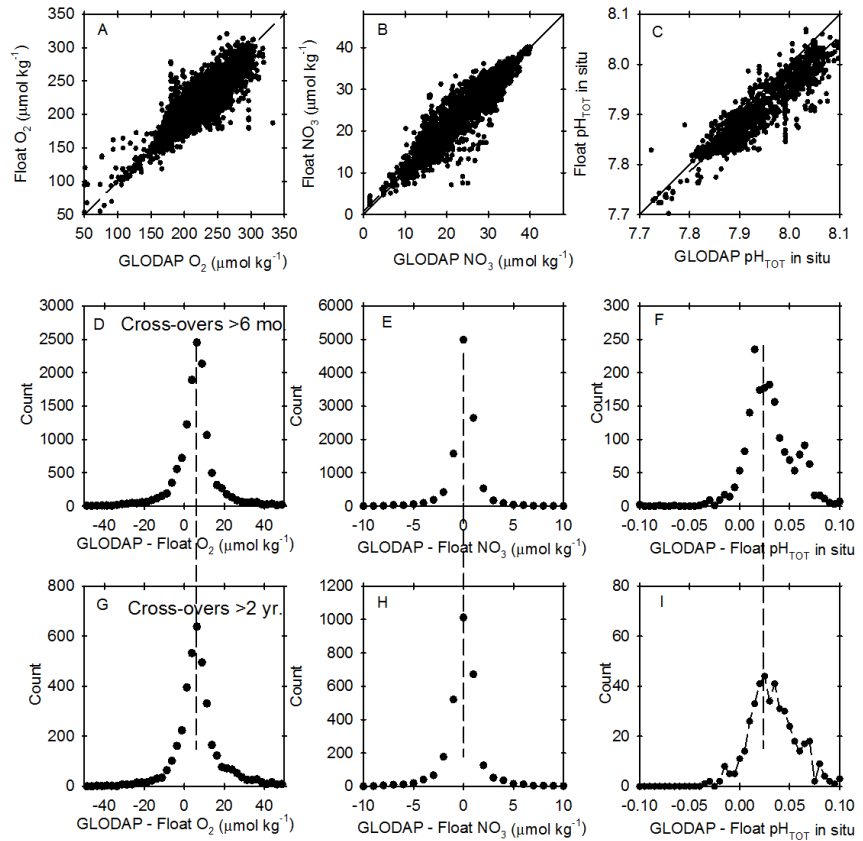 A
350
300
250
200
150
100
50
Float O2 (μmol kg-1)
50 100 150 200 250 300 350
GLODAP O2 (μmol kg-1)
B
40
30
20
10
0
Float NO3 (μmol kg-1)
0 10 20 30 40
GLODAP NO3 (μmol kg-1)
C
8.1
8.0
7.9
7.8
7.7
Float pHTOT in situ
7.7 7.8 7.9 8.0 8.1
GLODAP pHTOT in situ
D Cross-overs >6 mo.
3000
2500
2000
1500
1000
500
0
Count
-40 -20 0 20 40
GLODAP - Float O2 (μmol kg-1)
E
6000
5000
4000
3000
2000
1000
0
Count
-10 -5 0 5 10
GLODAP - Float NO3 (μmol kg-1)
F
300
250
200
150
100
50
0
Count
-0.10 -0.05 0.00 0.05 0.10
GLODAP - Float pHTOT in situ
G Cross-overs >2 yr.
800
600
400
200
0
Count
-40 -20 0 20 40
GLODAP - Float O2 (μmol kg-1)
H
1200
1000
800
600
400
200
0
Count
-10 -5 0 5 10
GLODAP - Float NO3 (μmol kg-1)
I
80
60
40
20
0
Count
-0.10 -0.05 0.00 0.05 0.10
GLODAP - Float pHTOT in situ